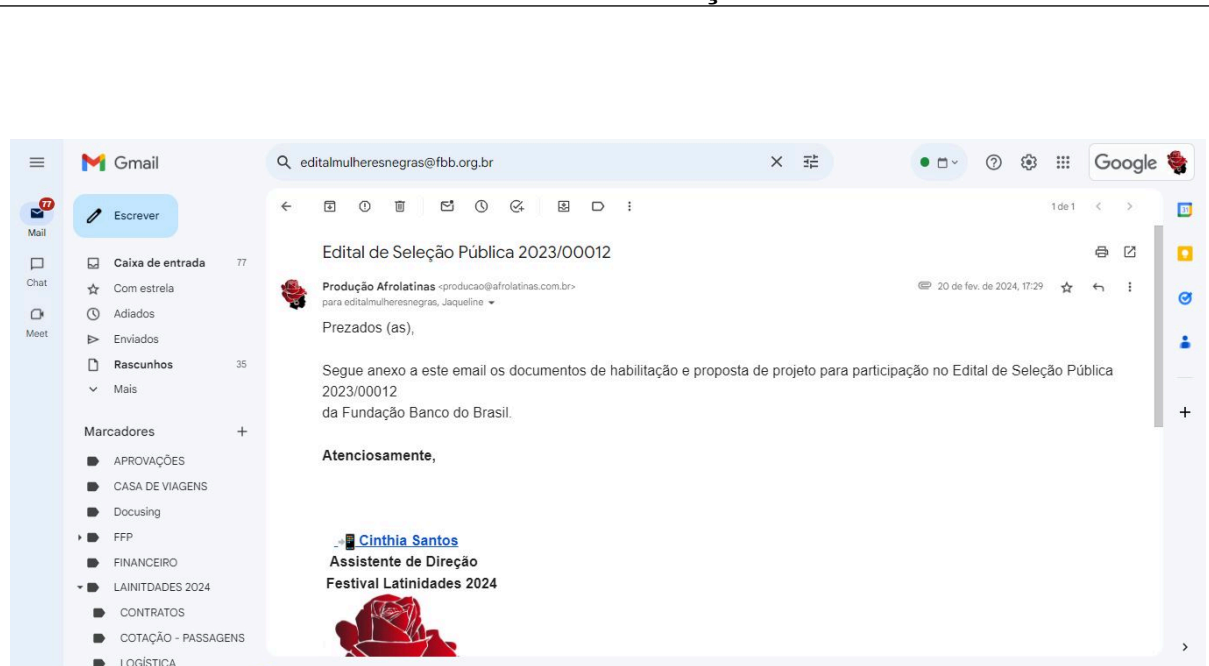 Gmail
editalmulheresnegras@fbb.org.br
Google
77
Mail
Chat
Meet
Escrever
Caixa de entrada 77
Com estrela
Adiados
Enviados
Rascunhos 35
Mais
Marcadores
APROVAÇÕES
CASA DE VIAGENS
Docusing
FFP
FINANCEIRO
LAINITDADES 2024
CONTRATOS
COTAÇÃO - PASSAGENS
LOGÍSTICA
1 de 1
Edital de Seleção Pública 2023/00012
Produção Afrolatinas <producao@afrolatinas.com.br>
20 de fev. de 2024, 17:29
para editalmulheresnegras, Jaqueline
Prezados (as),
Segue anexo a este email os documentos de habilitação e proposta de projeto para participação no Edital de Seleção Pública
2023/00012
da Fundação Banco do Brasil.
Atenciosamente,
Cinthia Santos
Assistente de Direção
Festival Latinidades 2024
31